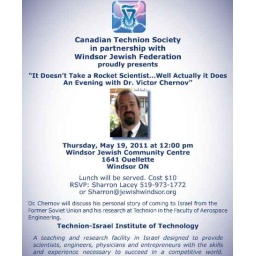 Canadian Technion Society
in partnership with
Windsor Jewish Federation
proudly presents
"It Doesn't Take a Rocket Scientist...Well Actually it Does
An Evening with Dr. Victor Chernov"
Thursday, May 19, 2011 at 12:00 pm
Windsor Jewish Community Centre
1641 Ouellette
Windsor ON
Lunch will be served. Cost $10
RSVP: Sharron Lacey 519-973-1772
or Sharron@jewishwindsor.org
Dr. Chernov will discuss his personal story of coming to Israel from the
Former Soviet Union and his research at Technion in the Faculty of Aerospace
Engineering.
Technion-Israel Institute of Technology
A teaching and research facility in Israel designed to provide
scientists, engineers, physicians and entrepreneurs with the skills
and experience necessary to succeed in a competitive world.